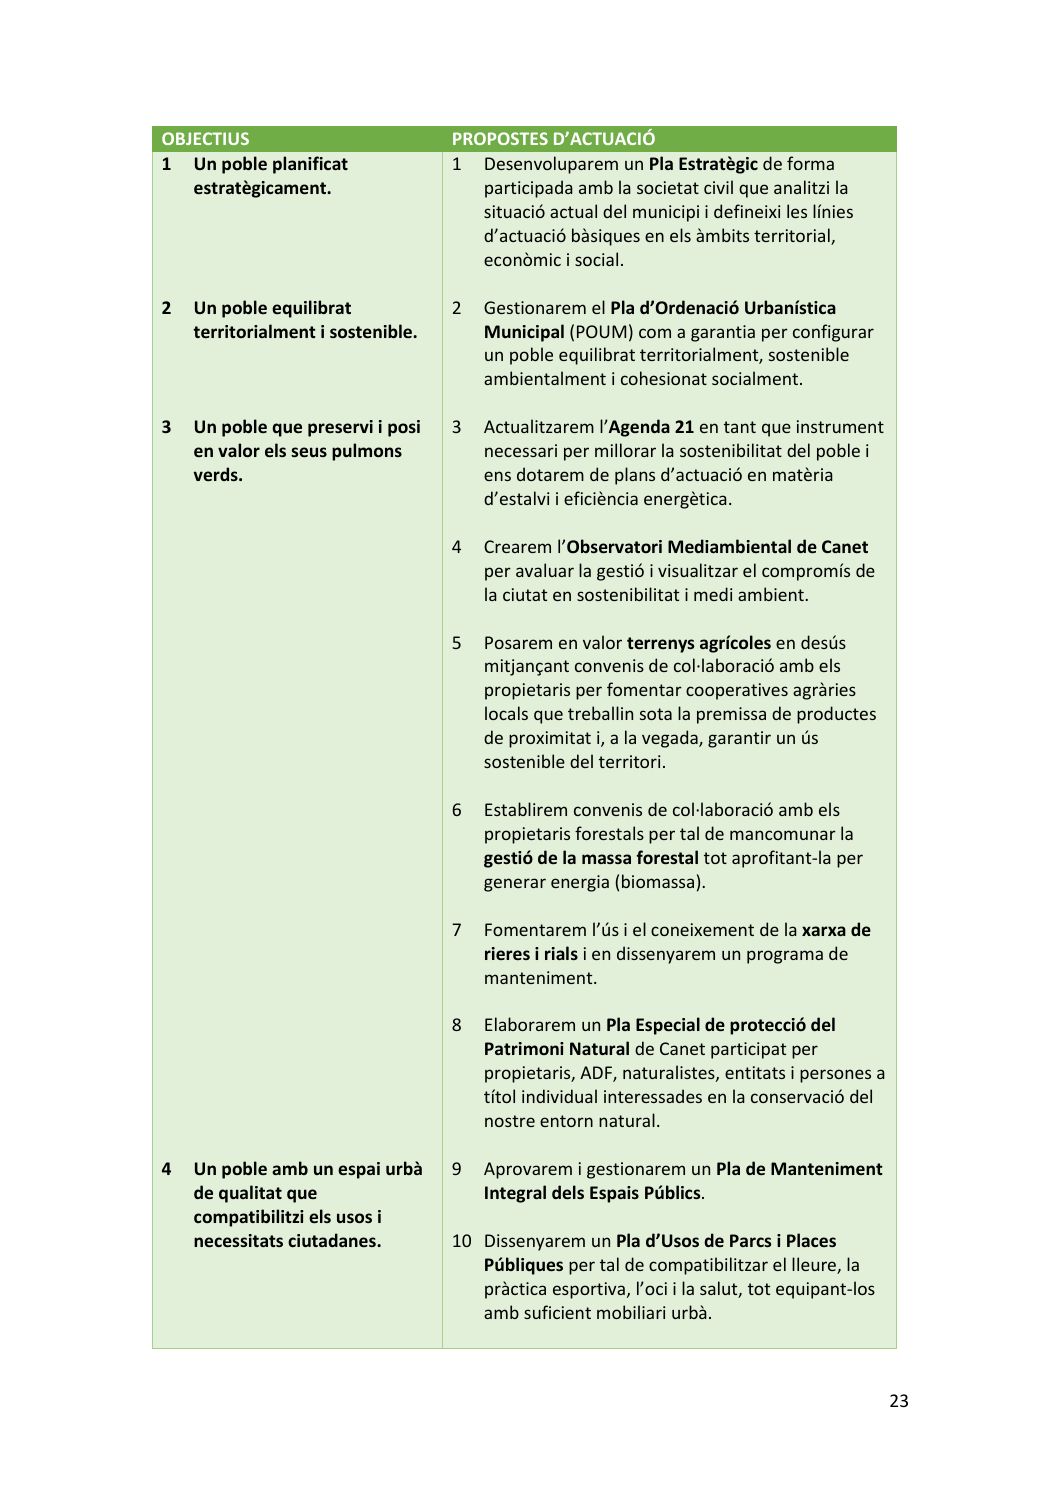 OBJECTIUS
PROPOSTES D’ACTUACIÓ
1 Un poble planificat
estratègicament.
1 Desenvoluparem un Pla Estratègic de forma
participada amb la societat civil que analitzi la
situació actual del municipi i defineixi les línies
d’actuació bàsiques en els àmbits territorial,
econòmic i social.
2 Un poble equilibrat
territorialment i sostenible.
2 Gestionarem el Pla d’Ordenació Urbanística
Municipal (POUM) com a garantia per configurar
un poble equilibrat territorialment, sostenible
ambientalment i cohesionat socialment.
3 Un poble que preservi i posi
en valor els seus pulmons
verds.
3 Actualitzarem l’Agenda 21 en tant que instrument
necessari per millorar la sostenibilitat del poble i
ens dotarem de plans d’actuació en matèria
d’estalvi i eficiència energètica.
4 Crearem l’Observatori Mediambiental de Canet
per avaluar la gestió i visualitzar el compromís de
la ciutat en sostenibilitat i medi ambient.
5 Posarem en valor terrenys agrícoles en desús
mitjançant convenis de col·laboració amb els
propietaris per fomentar cooperatives agràries
locals que treballin sota la premissa de productes
de proximitat i, a la vegada, garantir un ús
sostenible del territori.
6 Establirem convenis de col·laboració amb els
propietaris forestals per tal de mancomunar la
gestió de la massa forestal tot aprofitant-la per
generar energia (biomassa).
7 Fomentarem l’ús i el coneixement de la xarxa de
rieres i rials i en dissenyarem un programa de
manteniment.
8 Elaborarem un Pla Especial de protecció del
Patrimoni Natural de Canet participat per
propietaris, ADF, naturalistes, entitats i persones a
títol individual interessades en la conservació del
nostre entorn natural.
4 Un poble amb un espai urbà
de qualitat que
compatibilitzi els usos i
necessitats ciutadanes.
9 Aprovarem i gestionarem un Pla de Manteniment
Integral dels Espais Públics.
10 Dissenyarem un Pla d’Usos de Parcs i Places
Públiques per tal de compatibilitzar el lleure, la
pràctica esportiva, l’oci i la salut, tot equipant-los
amb suficient mobiliari urbà.
23